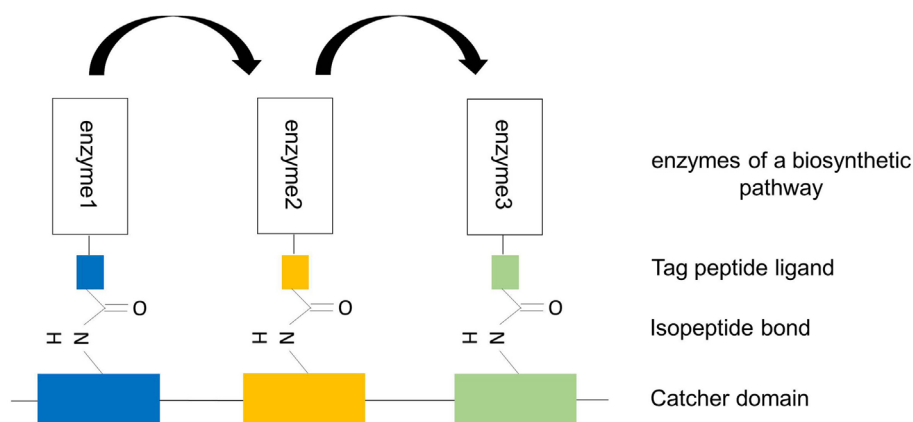 enzyme1
enzyme2
enzyme3
enzymes of a biosynthetic
pathway
Tag peptide ligand
O
O
O
Isopeptide bond
H N
H N
H N
Catcher domain